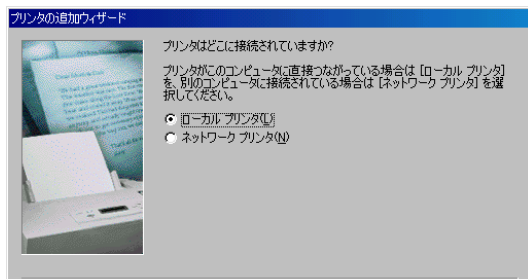 プリンタの追加ウィザード
プリンタはどこに接続されていますか?
プリンタがこのコンピュータに直接つながっている場合は [ローカル プリンタ]
を、別のコンピュータに接続されている場合は [ネットワーク プリンタ] を選
択してください。
ローカル プリンタ(L)
ネットワーク プリンタ(N)